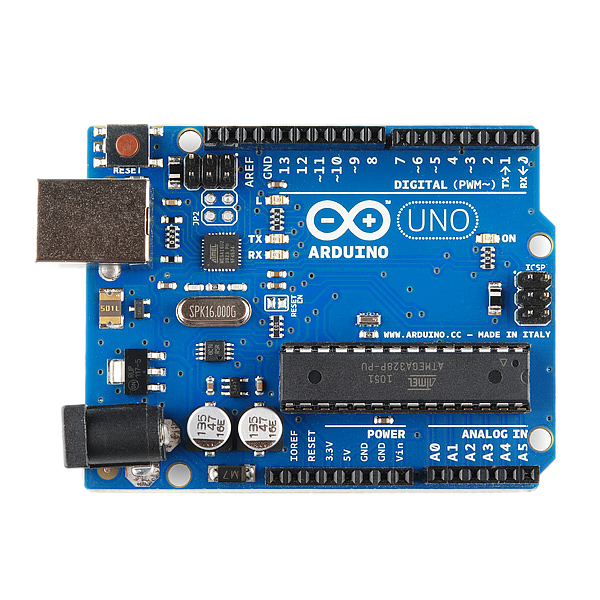 RESET
AREF
GND
13
12
~11
~10
~9
8
7
~6
~5
4
~3
2
TX→1
RX←0
DIGITAL (PWM~)
JP2
L
TX
RX
™
UNO
ARDUINO
ON
ICSP
RESET
EN
SPK16.000G
WWW.ARDUINO.CC - MADE IN ITALY
ATMEL
ATMEGA328P-PU
1051
135
47
16E
135
47
16E
M7
POWER
ANALOG IN
IOREF
RESET
3.3V
5V
GND
GND
Vin
A0
A1
A2
A3
A4
A5